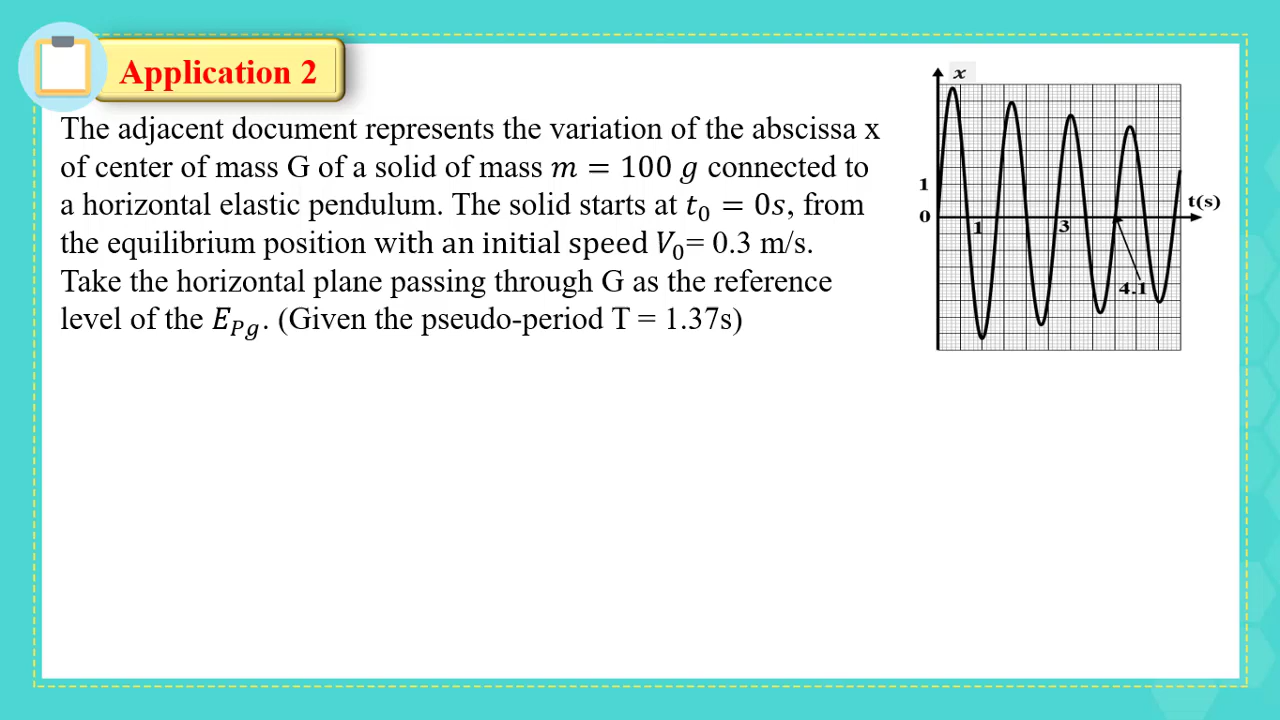 Application 2
The adjacent document represents the variation of the abscissa x
of center of mass G of a solid of mass m = 100 g connected to
a horizontal elastic pendulum. The solid starts at t₀ = 0s, from
the equilibrium position with an initial speed V₀= 0.3 m/s.
Take the horizontal plane passing through G as the reference
level of the E_Pg. (Given the pseudo-period T = 1.37s)
x
1
t(s)
0
1
3
4.1